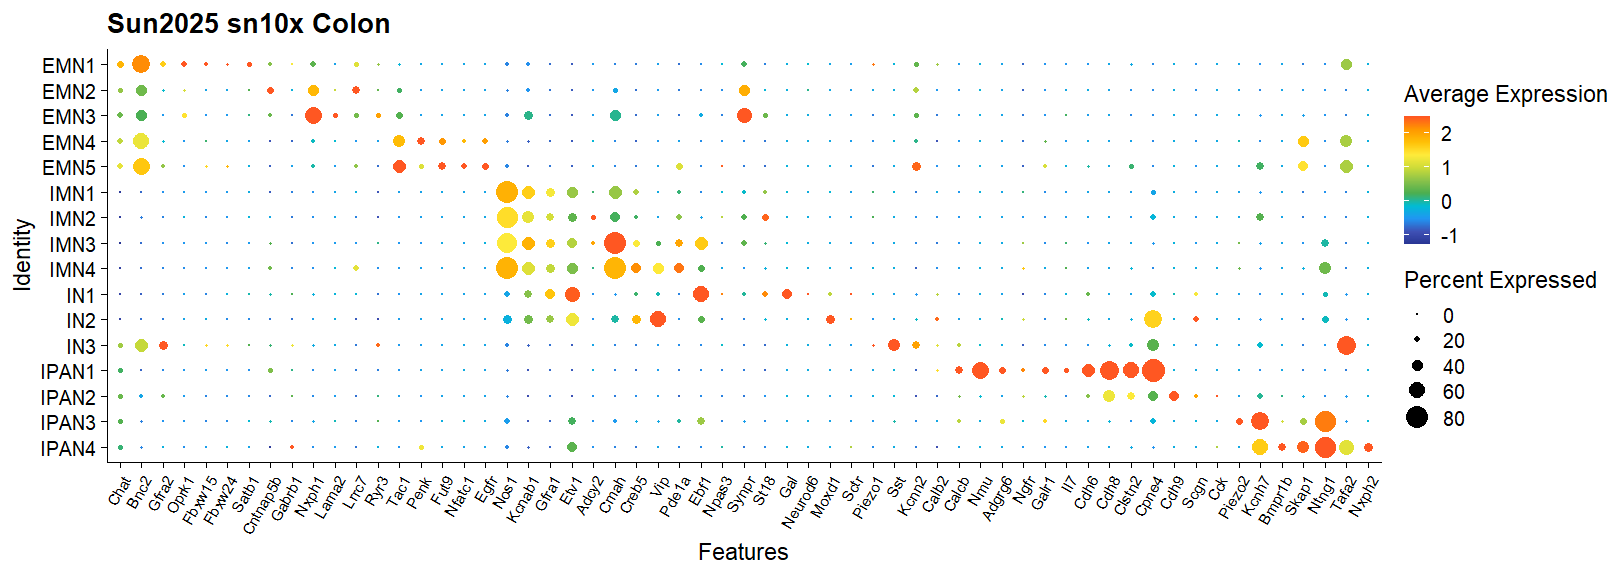 Sun2025 sn10x Colon
EMN1
EMN2
EMN3
EMN4
EMN5
IMN1
IMN2
IMN3
IMN4
IN1
IN2
IN3
IPAN1
IPAN2
IPAN3
IPAN4
Identity
Chat Bnc2 Gfra2 Oprk1 Fbxw15 Fbxw24 Satb1 Cntnap5b Gabrb1 Nxph1 Lama2 Lrrc7 Ryr3 Tac1 Penk Fut9 Nfatc1 Egfr Nos1 Kcnab1 Gfra1 Etv1 Adcy2 Cmah Creb5 Vip Pde1a Ebf1 Npas3 Synpr St18 Gal Neurod6 Moxd1 Sctr Piezo1 Sst Kcnn2 Calb2 Calcb Nmu Adgrg6 Ngfr Galr1 Il7 Cdh6 Cdh8 Clstn2 Cpne4 Cdh9 Scgn Cck Piezo2 Kcnh7 Bmpr1b Skap1 Ntng1 Tafa2 Nxph2
Features
Average Expression
2
1
0
-1
Percent Expressed
0
20
40
60
80